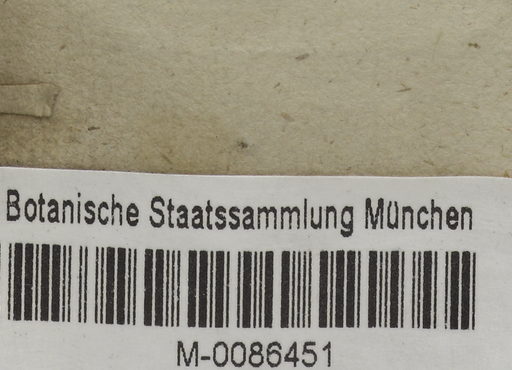 Botanische Staatssammlung München
M-0086451